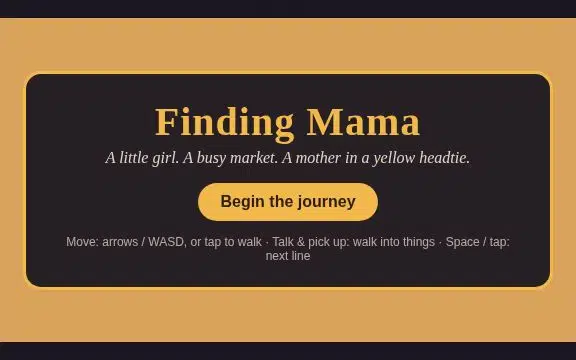 Finding Mama
A little girl. A busy market. A mother in a yellow headtie.
Begin the journey
Move: arrows / WASD, or tap to walk · Talk & pick up: walk into things · Space / tap:
next line